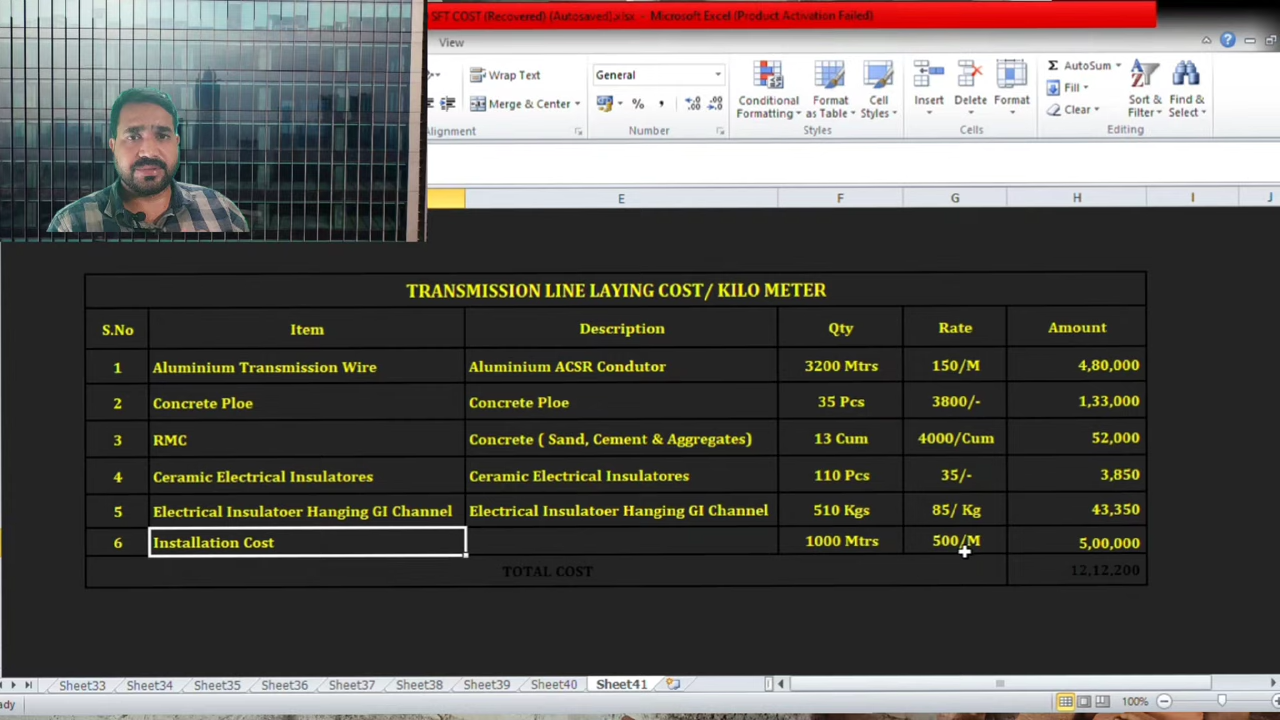 SFT COST (Recovered) (Autosaved).xlsx - Microsoft Excel (Product Activation Failed)
View
Wrap Text
General
Merge & Center
% ,
Conditional Formatting
Format as Table
Cell Styles
Insert
Delete
Format
Σ AutoSum
Fill
Clear
Sort & Filter
Find & Select
Alignment
Number
Styles
Cells
Editing
E F G H I J
TRANSMISSION LINE LAYING COST/ KILO METER
S.No Item Description Qty Rate Amount
1 Aluminium Transmission Wire Aluminium ACSR Condutor 3200 Mtrs 150/M 4,80,000
2 Concrete Ploe Concrete Ploe 35 Pcs 3800/- 1,33,000
3 RMC Concrete ( Sand, Cement & Aggregates) 13 Cum 4000/Cum 52,000
4 Ceramic Electrical Insulatores Ceramic Electrical Insulatores 110 Pcs 35/- 3,850
5 Electrical Insulatoer Hanging GI Channel Electrical Insulatoer Hanging GI Channel 510 Kgs 85/ Kg 43,350
6 Installation Cost 1000 Mtrs 500/M 5,00,000
TOTAL COST 12,12,200
Sheet33 Sheet34 Sheet35 Sheet36 Sheet37 Sheet38 Sheet39 Sheet40 Sheet41
100%